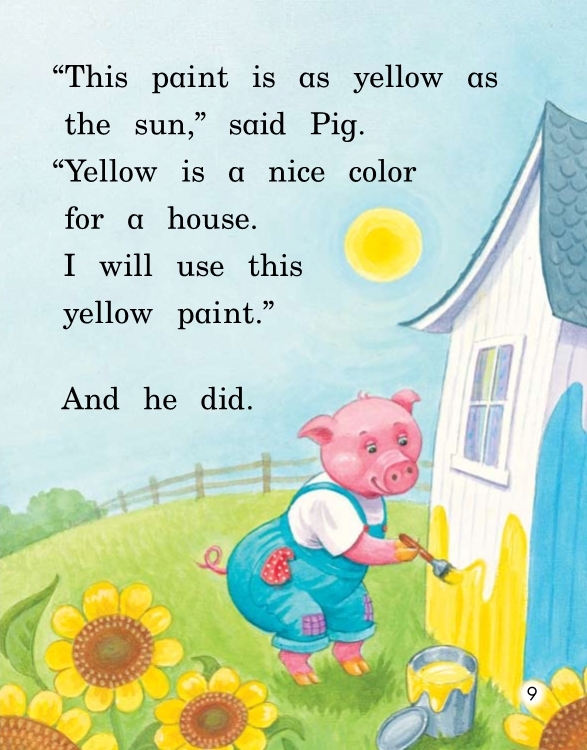 “This paint is as yellow as
the sun,” said Pig.
“Yellow is a nice color
for a house.
I will use this
yellow paint.”
And he did.
9